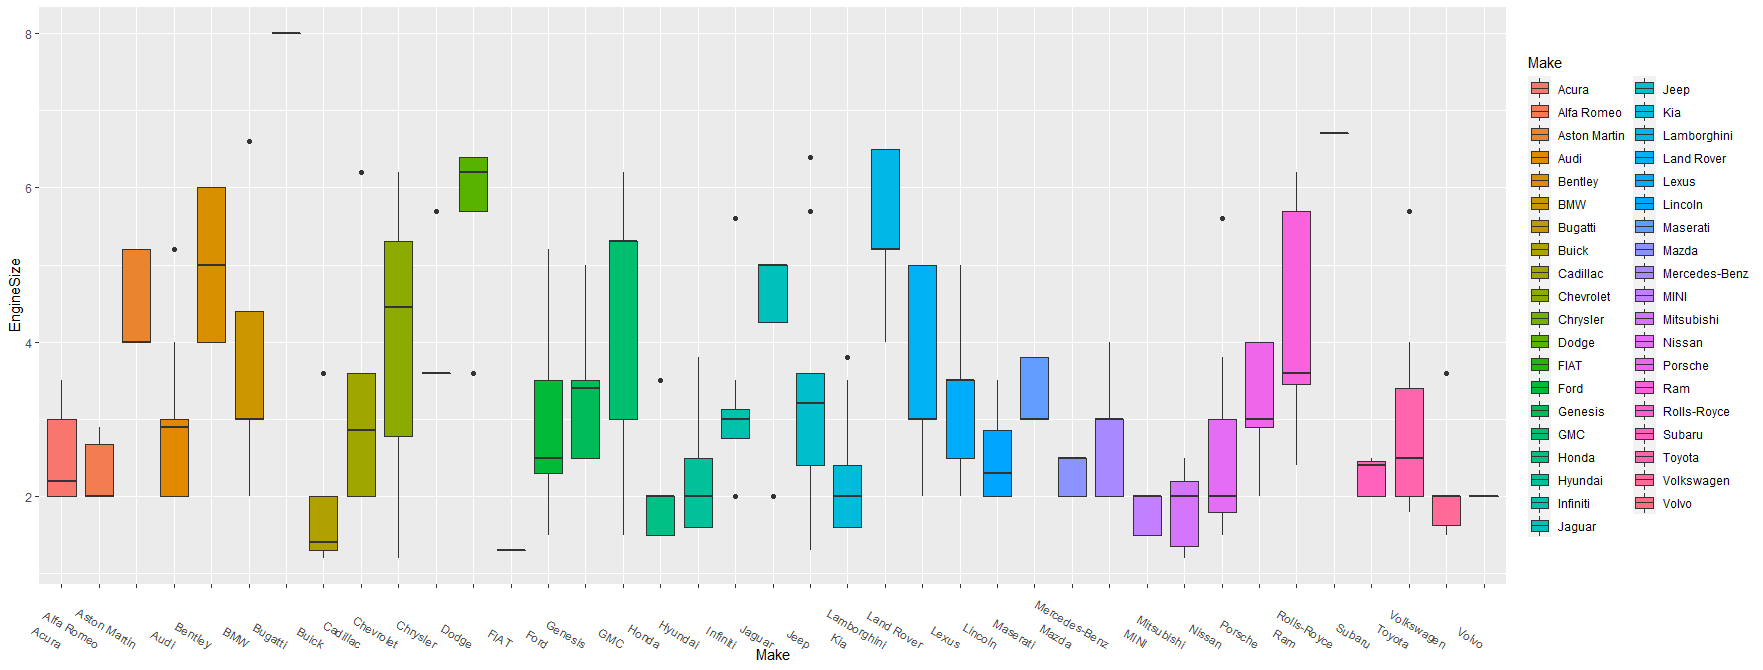 8
6
4
2
EngineSize
Acura
Alfa Romeo
Aston Martin
Audi
Bentley
BMW
Bugatti
Buick
Cadillac
Chevrolet
Chrysler
Dodge
FIAT
Ford
Genesis
GMC
Honda
Hyundai
Infiniti
Jaguar
Jeep
Kia
Lamborghini
Land Rover
Lexus
Lincoln
Maserati
Mazda
Mercedes-Benz
MINI
Mitsubishi
Nissan
Porsche
Ram
Rolls-Royce
Subaru
Toyota
Volkswagen
Volvo
Make
Make
Acura
Alfa Romeo
Aston Martin
Audi
Bentley
BMW
Bugatti
Buick
Cadillac
Chevrolet
Chrysler
Dodge
FIAT
Ford
Genesis
GMC
Honda
Hyundai
Infiniti
Jaguar
Jeep
Kia
Lamborghini
Land Rover
Lexus
Lincoln
Maserati
Mazda
Mercedes-Benz
MINI
Mitsubishi
Nissan
Porsche
Ram
Rolls-Royce
Subaru
Toyota
Volkswagen
Volvo